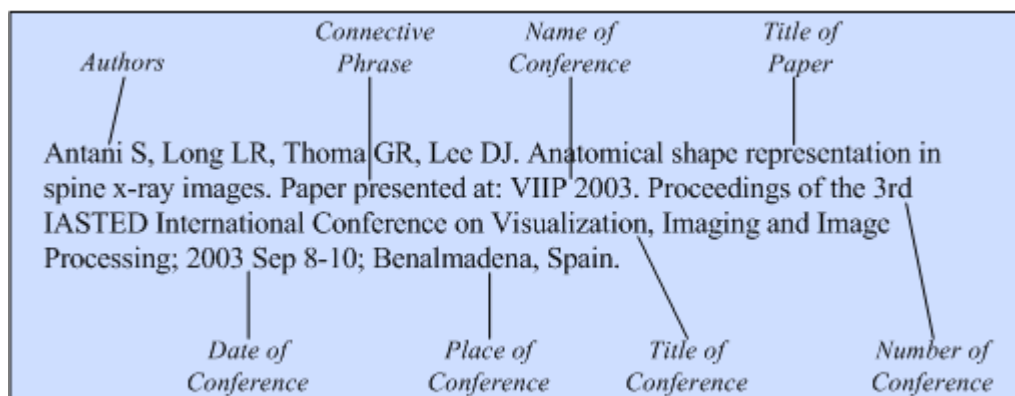 Connective Name of Title of
Authors Phrase Conference Paper
Antani S, Long LR, Thoma GR, Lee DJ. Anatomical shape representation in
spine x-ray images. Paper presented at: VIIP 2003. Proceedings of the 3rd
IASTED International Conference on Visualization, Imaging and Image
Processing; 2003 Sep 8-10; Benalmadena, Spain.
Date of Place of Title of Number of
Conference Conference Conference Conference